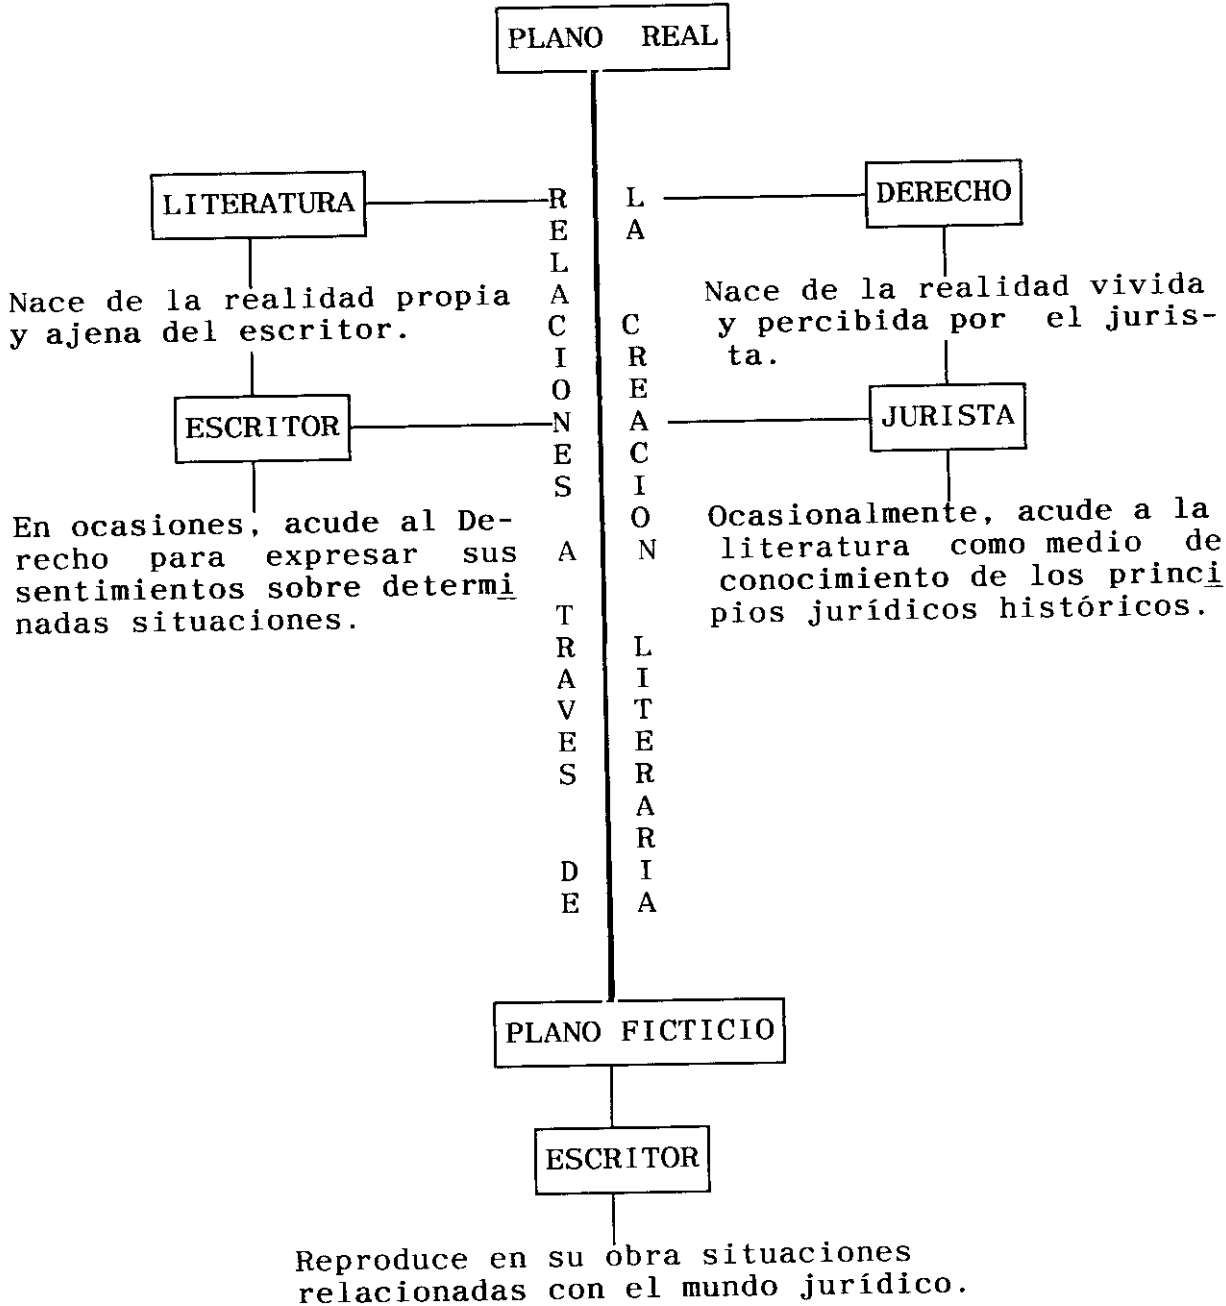 PLANO REAL
LITERATURA
DERECHO
RELACIONES A TRAVES DE
LA CREACION LITERARIA
Nace de la realidad propia
y ajena del escritor.
Nace de la realidad vivida
y percibida por el juris-
ta.
ESCRITOR
JURISTA
En ocasiones, acude al De-
recho para expresar sus
sentimientos sobre determi
nadas situaciones.
Ocasionalmente, acude a la
literatura como medio de
conocimiento de los princi
pios jurídicos históricos.
PLANO FICTICIO
ESCRITOR
Reproduce en su obra situaciones
relacionadas con el mundo jurídico.